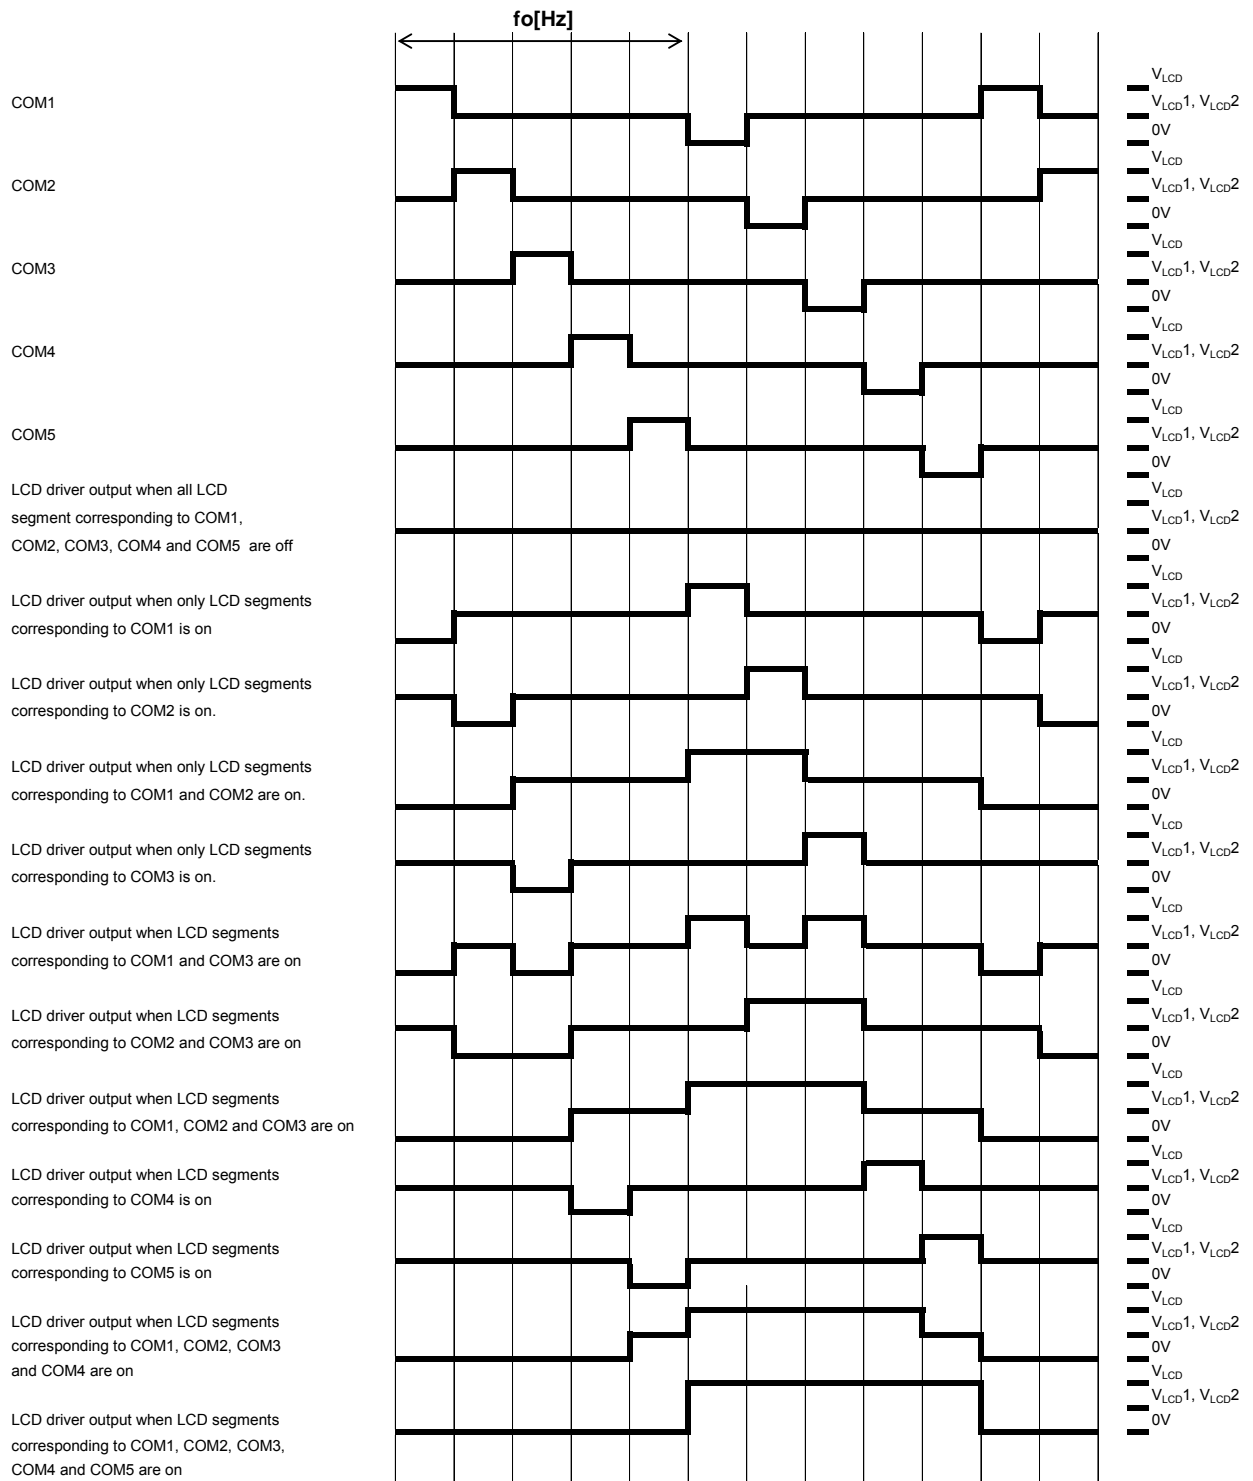 fo[Hz]
VLCD
COM1
VLCD1, VLCD2
0V
VLCD
COM2
VLCD1, VLCD2
0V
VLCD
COM3
VLCD1, VLCD2
0V
VLCD
COM4
VLCD1, VLCD2
0V
VLCD
COM5
VLCD1, VLCD2
0V
LCD driver output when all LCD
segment corresponding to COM1,
COM2, COM3, COM4 and COM5 are off
VLCD
VLCD1, VLCD2
0V
VLCD
LCD driver output when only LCD segments
corresponding to COM1 is on
VLCD1, VLCD2
0V
VLCD
LCD driver output when only LCD segments
corresponding to COM2 is on.
VLCD1, VLCD2
0V
VLCD
LCD driver output when only LCD segments
corresponding to COM1 and COM2 are on.
VLCD1, VLCD2
0V
VLCD
LCD driver output when only LCD segments
corresponding to COM3 is on.
VLCD1, VLCD2
0V
VLCD
LCD driver output when LCD segments
corresponding to COM1 and COM3 are on
VLCD1, VLCD2
0V
VLCD
LCD driver output when LCD segments
corresponding to COM2 and COM3 are on
VLCD1, VLCD2
0V
VLCD
LCD driver output when LCD segments
corresponding to COM1, COM2 and COM3 are on
VLCD1, VLCD2
0V
VLCD
LCD driver output when LCD segments
corresponding to COM4 is on
VLCD1, VLCD2
0V
VLCD
LCD driver output when LCD segments
corresponding to COM5 is on
VLCD1, VLCD2
0V
VLCD
LCD driver output when LCD segments
corresponding to COM1, COM2, COM3
and COM4 are on
VLCD1, VLCD2
0V
VLCD
VLCD1, VLCD2
0V
LCD driver output when LCD segments
corresponding to COM1, COM2, COM3,
COM4 and COM5 are on